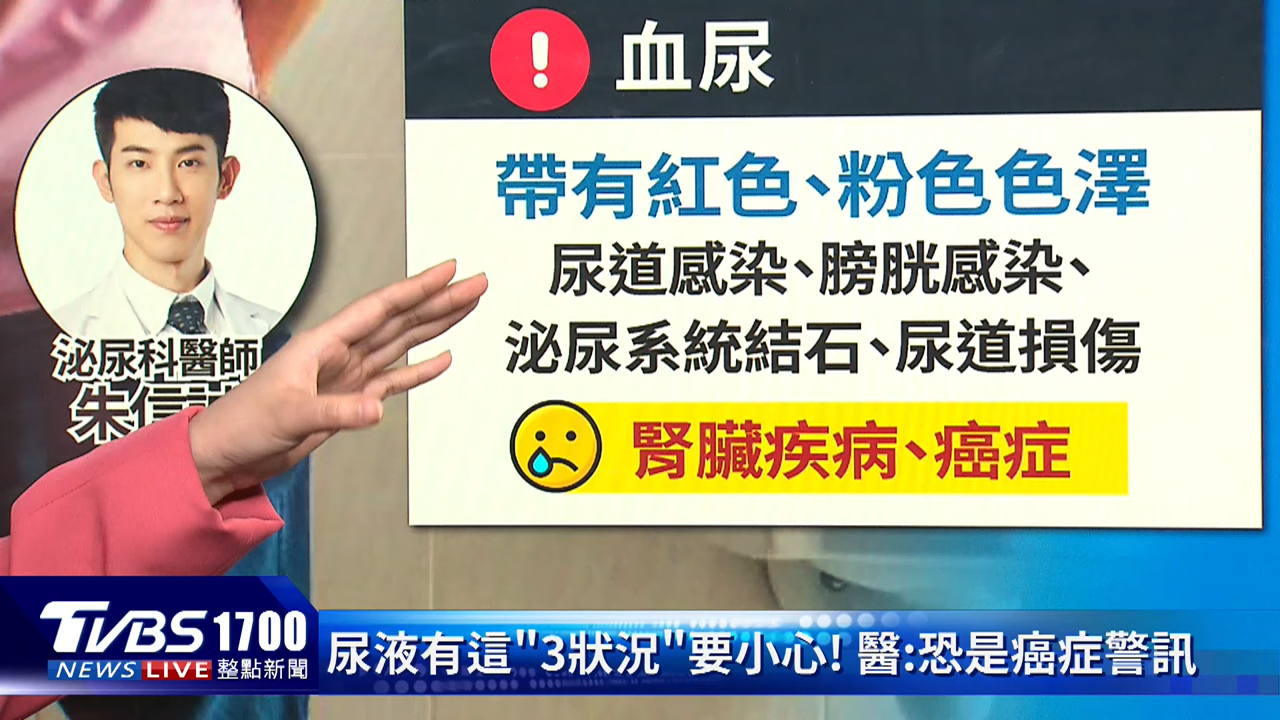 血尿
帶有紅色、粉色色澤
尿道感染、膀胱感染、
泌尿系統結石、尿道損傷
腎臟疾病、癌症
泌尿科醫師
朱信
TVBS 1700
NEWS LIVE 整點新聞
尿液有這"3狀況"要小心! 醫:恐是癌症警訊